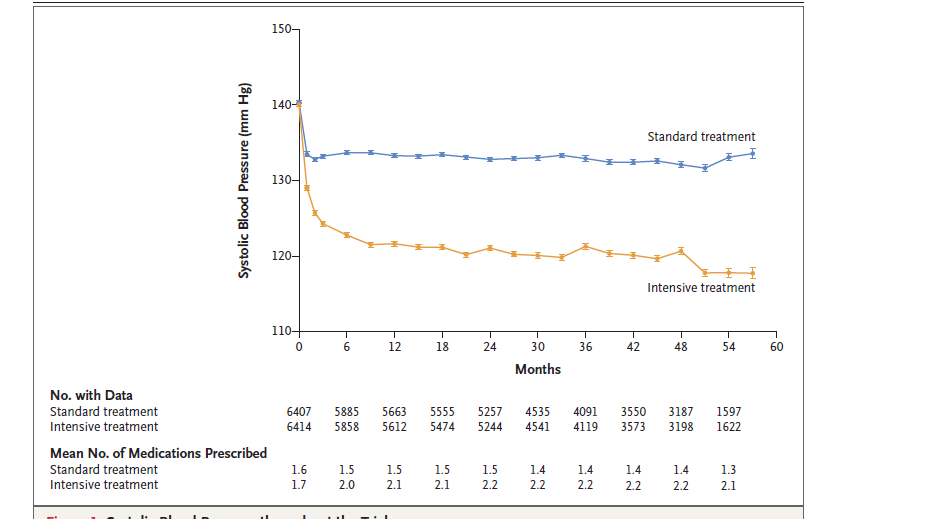 150
140
130
120
110
Systolic Blood Pressure (mm Hg)
Standard treatment
Intensive treatment
0 6 12 18 24 30 36 42 48 54 60
Months
No. with Data
Standard treatment 6407 5885 5663 5555 5257 4535 4091 3550 3187 1597
Intensive treatment 6414 5858 5612 5474 5244 4541 4119 3573 3198 1622
Mean No. of Medications Prescribed
Standard treatment 1.6 1.5 1.5 1.5 1.5 1.4 1.4 1.4 1.4 1.3
Intensive treatment 1.7 2.0 2.1 2.1 2.2 2.2 2.2 2.2 2.2 2.1